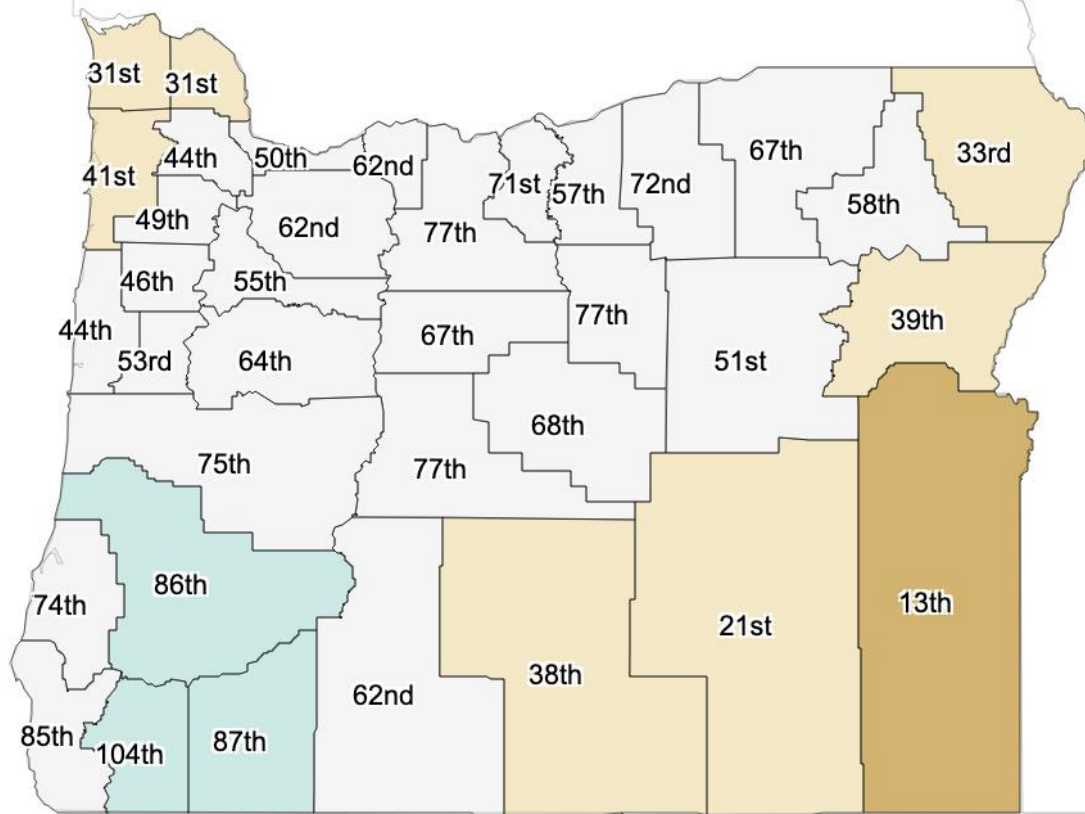 31st
31st
33rd
67th
44th
50th
62nd
41st
71st
57th
72nd
58th
49th
62nd
77th
46th
55th
77th
39th
44th
67th
53rd
64th
51st
68th
75th
77th
86th
74th
13th
21st
38th
62nd
85th
104th
87th